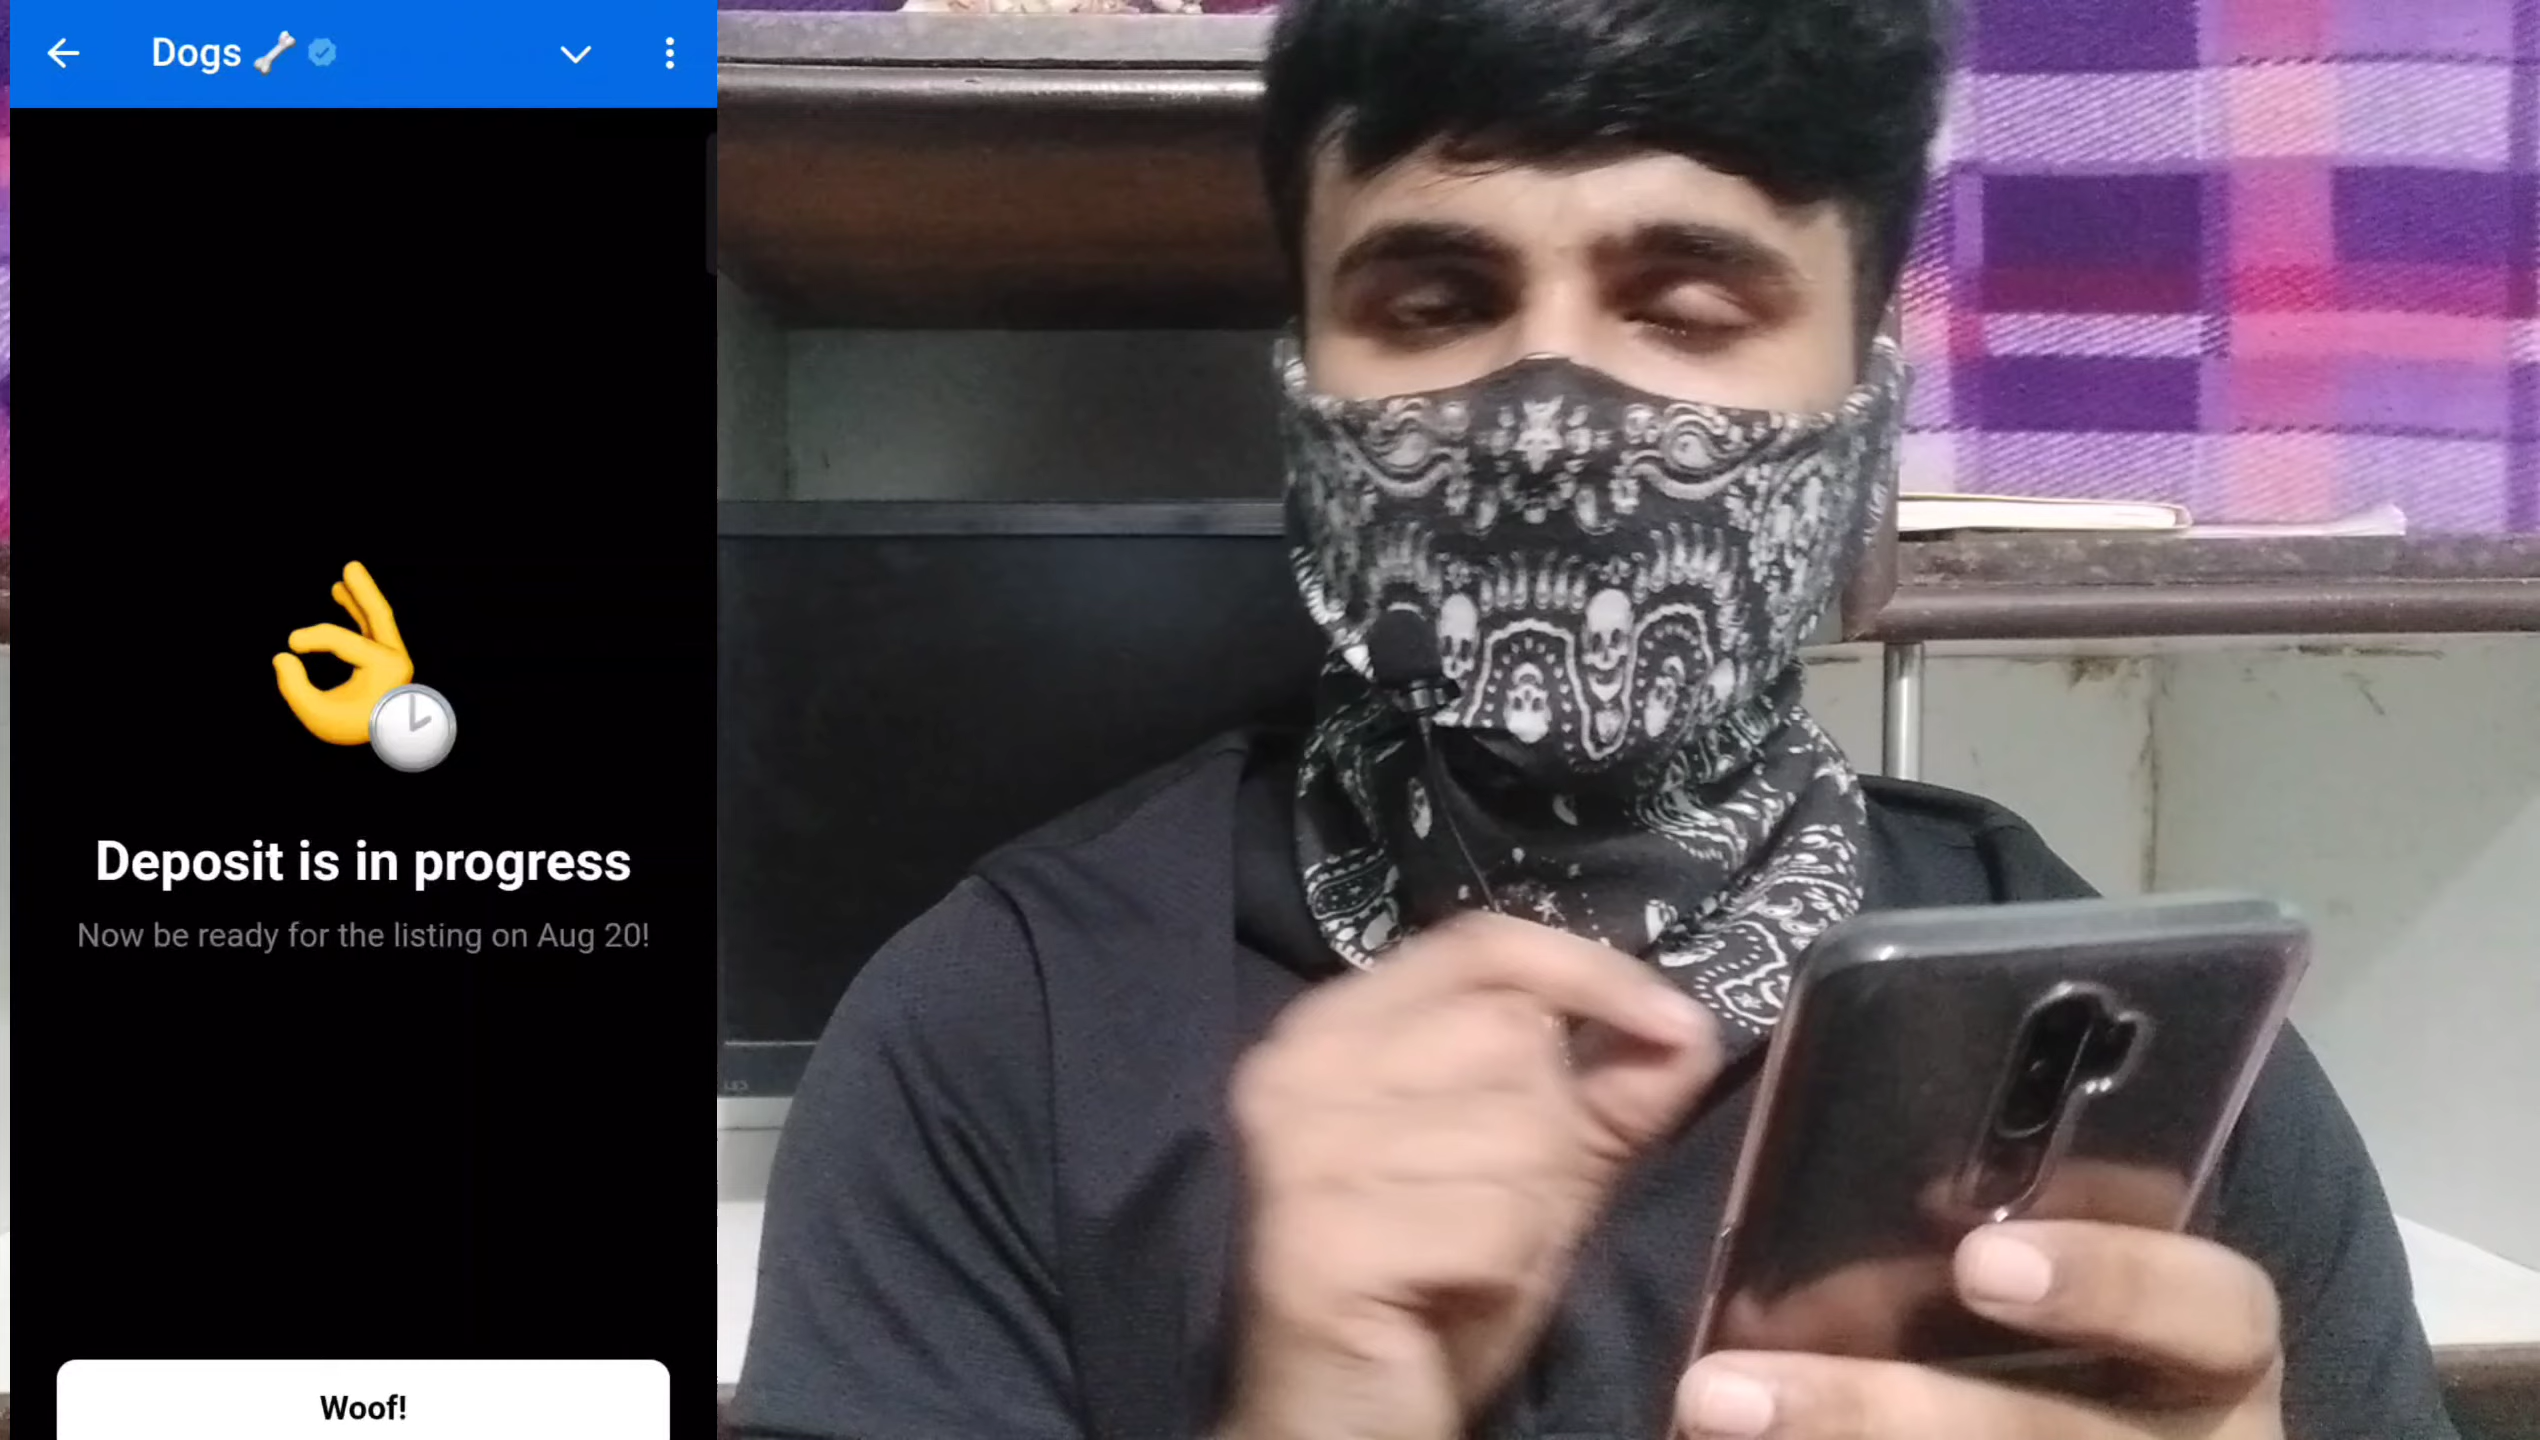 Dogs 🦴
Deposit is in progress
Now be ready for the listing on Aug 20!
Woof!